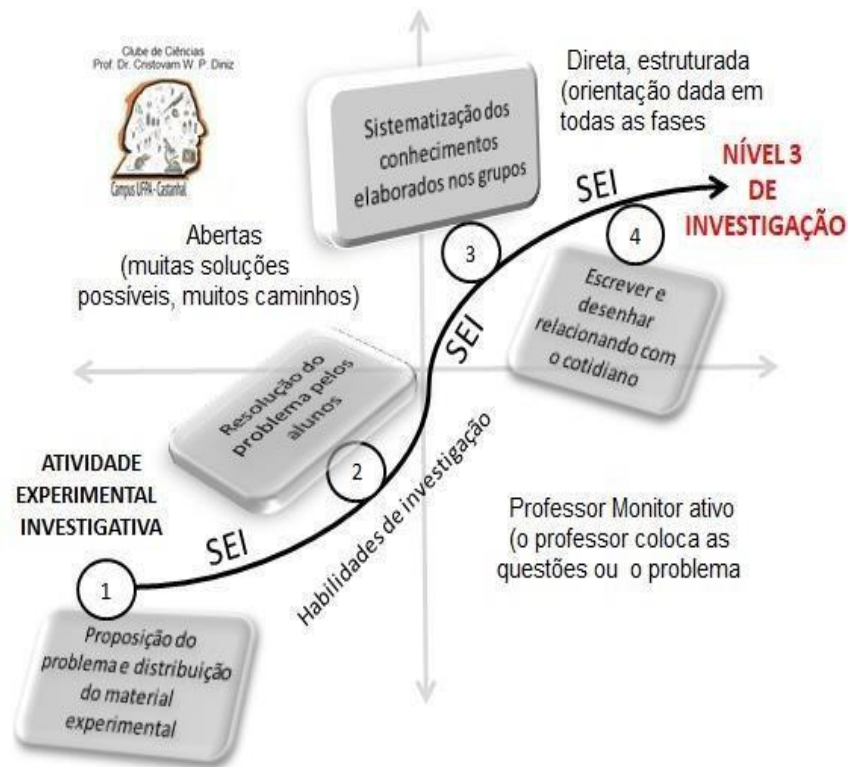 Clube de Ciências
Prof. Dr. Cristovam W. P. Diniz
Campus UFPA - Castanhal
Direta, estruturada
(orientação dada em
todas as fases
Sistematização dos
conhecimentos
elaborados nos grupos
NÍVEL 3
DE
INVESTIGAÇÃO
SEI
4
3
Abertas
(muitas soluções
possíveis, muitos caminhos)
Escrever e
desenhar
relacionando com
o cotidiano
SEI
Resolução do
problema pelos
alunos
2
Habilidades de investigação
ATIVIDADE
EXPERIMENTAL
INVESTIGATIVA
SEI
Professor Monitor ativo
(o professor coloca as
questões ou o problema
1
Proposição do
problema e distribuição
do material
experimental